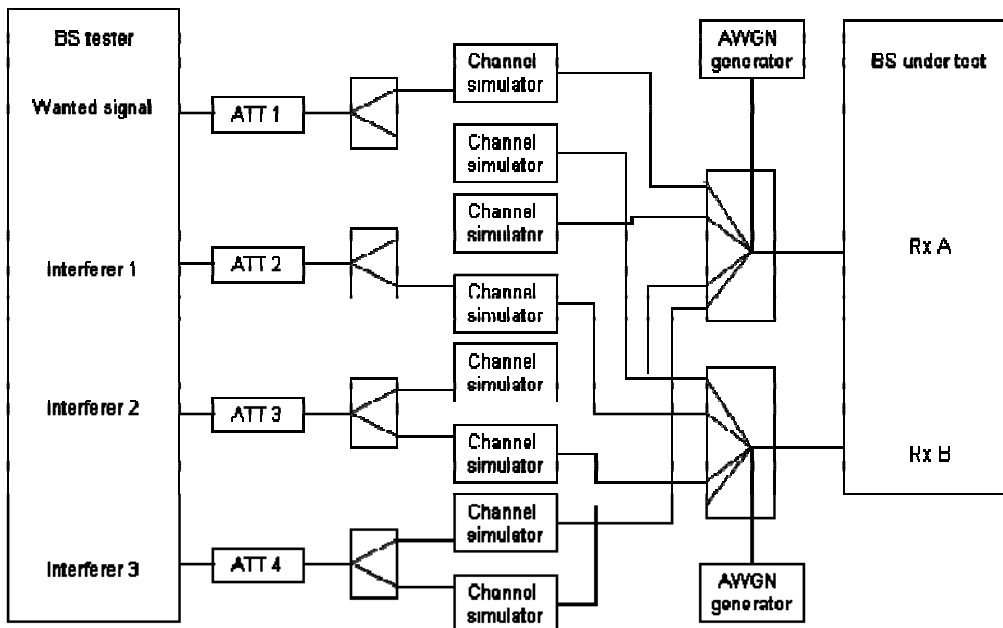 BS tester
Wanted signal
Interferer 1
Interferer 2
Interferer 3
ATT 1
ATT 2
ATT 3
ATT 4
Channel
simulator
Channel
simulator
Channel
simulator
Channel
simulator
Channel
simulator
Channel
simulator
Channel
simulator
Channel
simulator
AWGN
generator
AWGN
generator
BS under test
Rx A
Rx B